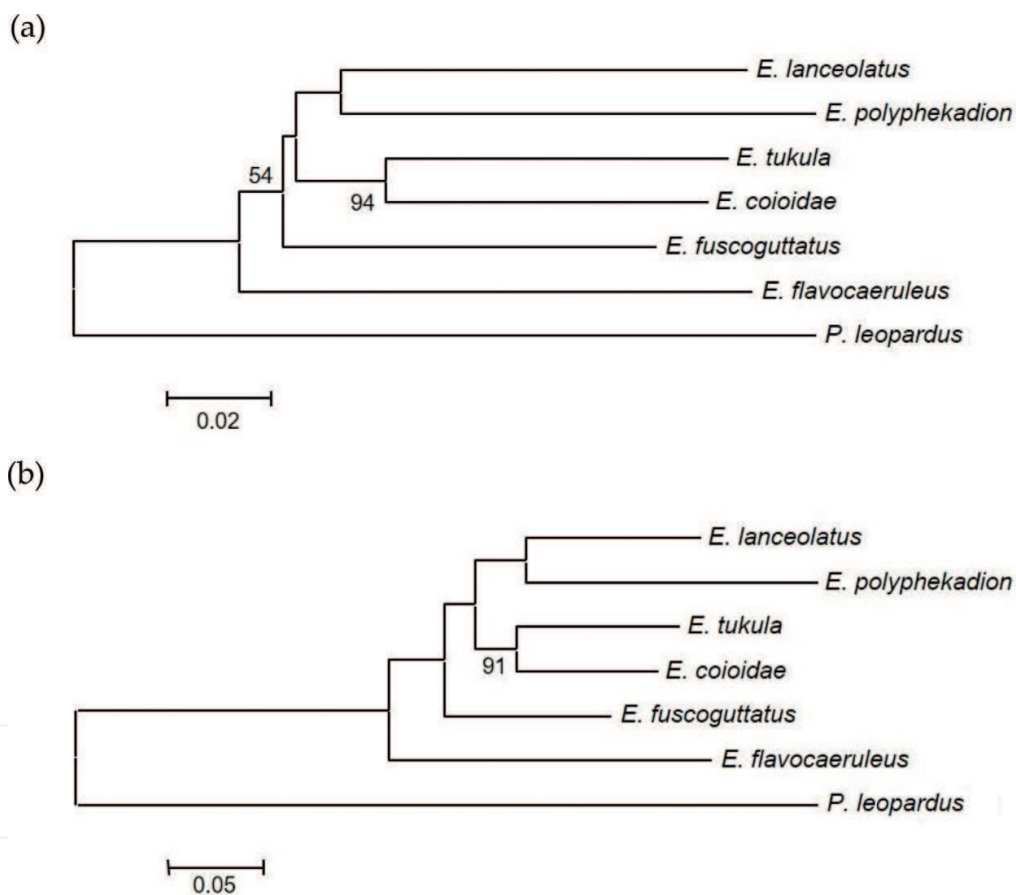 (a)
E. lanceolatus
E. polyphekadion
E. tukula
54
94
E. coioidae
E. fuscoguttatus
E. flavocaeruleus
P. leopardus
0.02
(b)
E. lanceolatus
E. polyphekadion
E. tukula
91
E. coioidae
E. fuscoguttatus
E. flavocaeruleus
P. leopardus
0.05